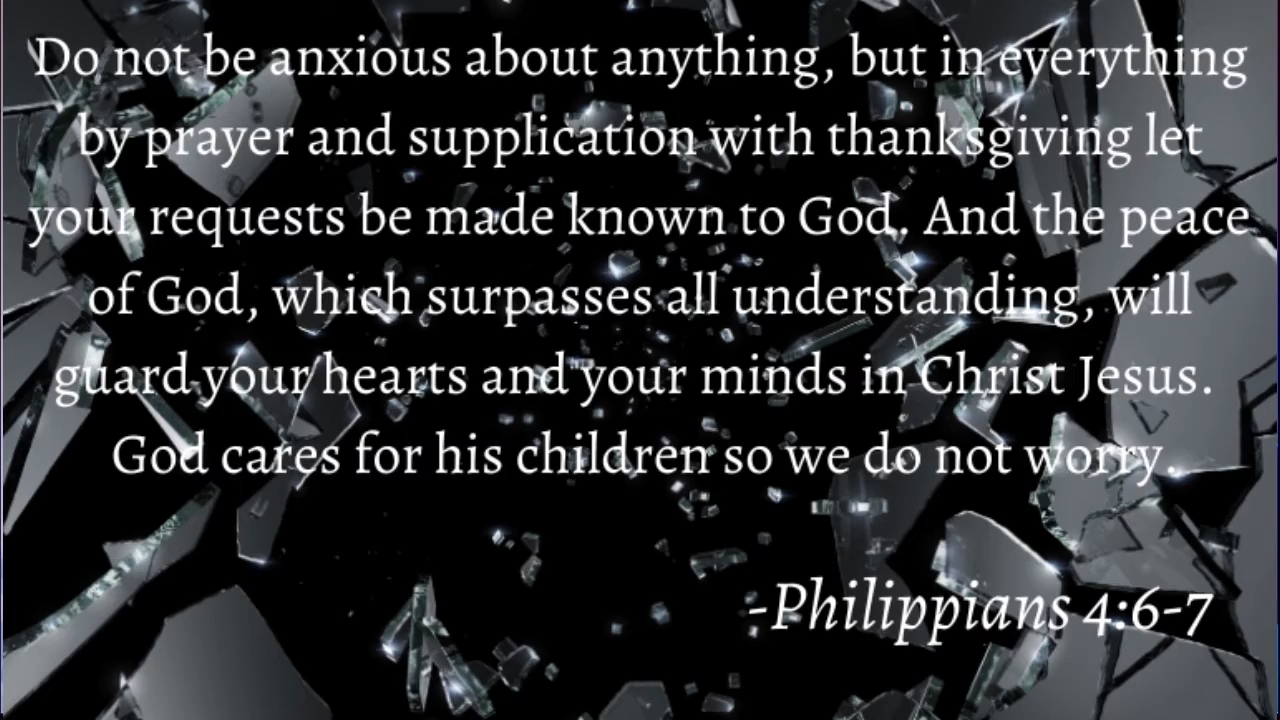 Do not be anxious about anything, but in everything
by prayer and supplication with thanksgiving let
your requests be made known to God. And the peace
of God, which surpasses all understanding, will
guard your hearts and your minds in Christ Jesus.
God cares for his children so we do not worry.
-Philippians 4:6-7